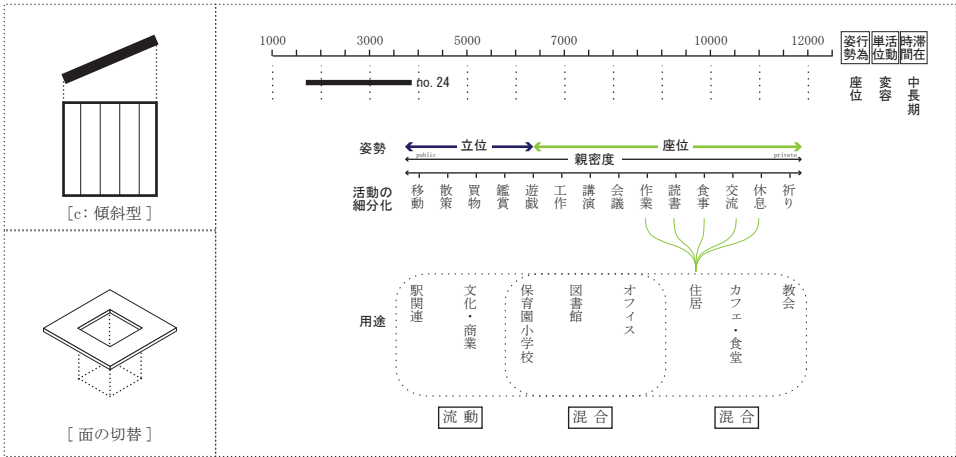 [c: 傾斜型 ]
[ 面の切替 ]
1000 3000 5000 7000 10000 12000
no. 24
行為姿勢
活動単位
滞在時間
座位
変容
中長期
姿勢
立位
座位
public
親密度
private
活動の細分化
移動
散策
買物
鑑賞
遊戯
工作
講演
会議
作業
読書
食事
交流
休息
祈り
用途
駅関連
文化・商業
保育園小学校
図書館
オフィス
住居
カフェ・食堂
教会
流動
混合
混合